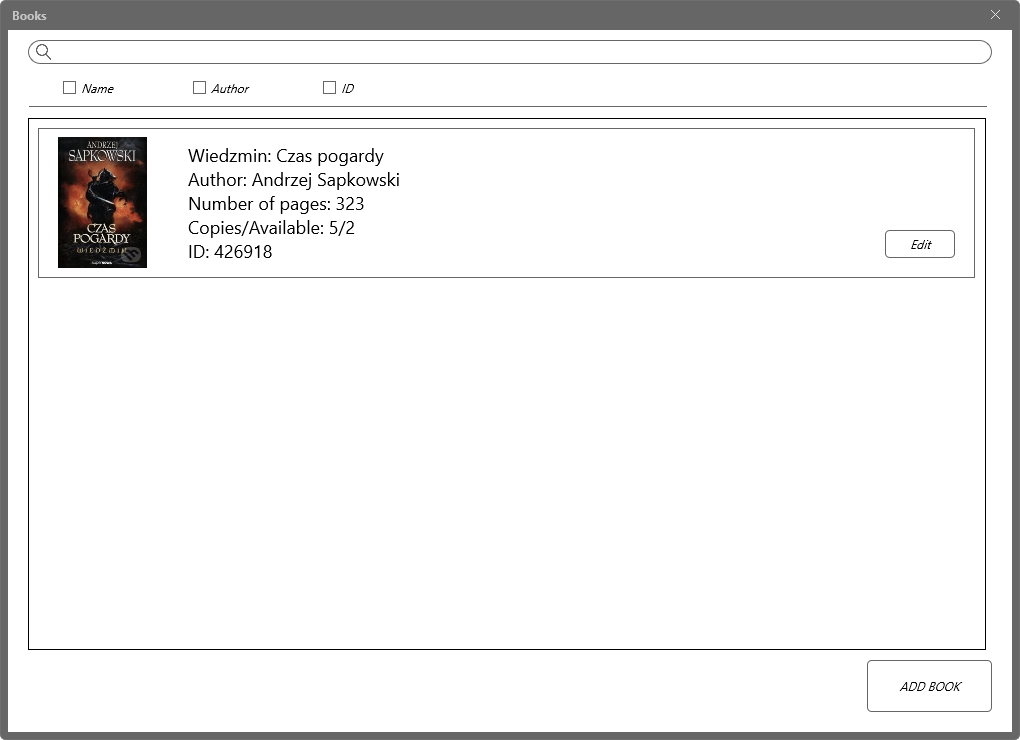 Books
Name
Author
ID
ANDRZEJ
SAPKOWSKI
CZAS
POGARDY
WIEDŹMIN
Wiedzmin: Czas pogardy
Author: Andrzej Sapkowski
Number of pages: 323
Copies/Available: 5/2
ID: 426918
Edit
ADD BOOK